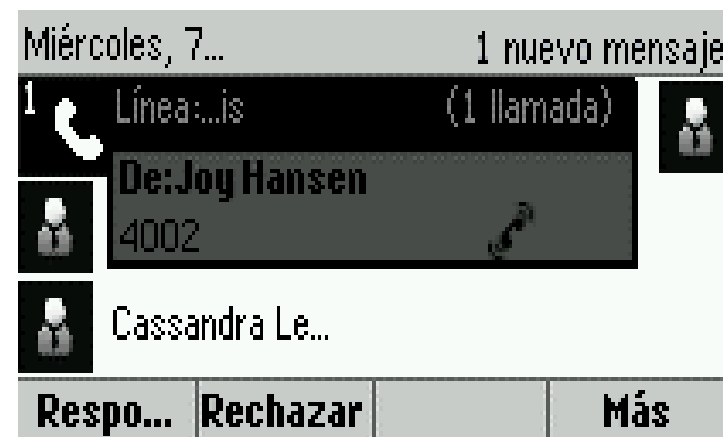 Miércoles, 7... 1 nuevo mensaje
1 Línea:...is (1 llamada)
De:Joy Hansen
4002
Cassandra Le...
Respo... Rechazar Más